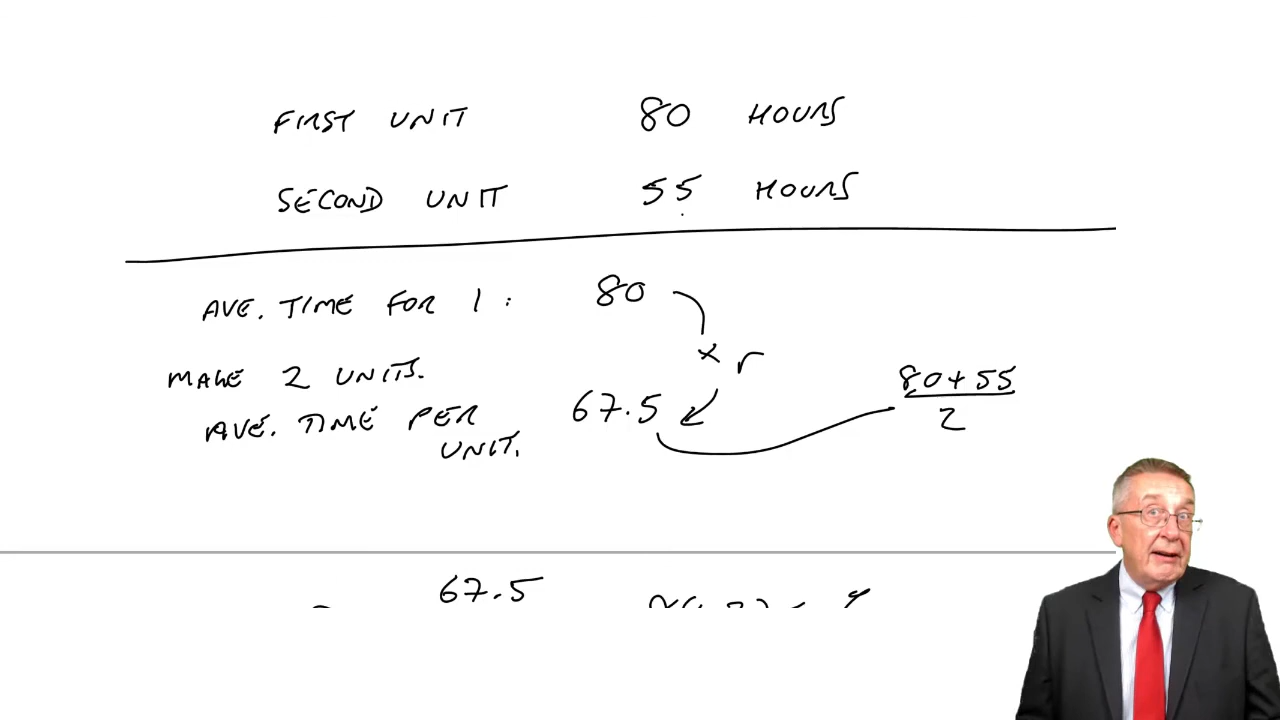 FIRST UNIT 80 HOURS
SECOND UNIT 55 HOURS
AVE. TIME FOR 1 : 80
× r
MAKE 2 UNITS.
80+55
AVE. TIME PER 67.5
2
UNIT.
67.5